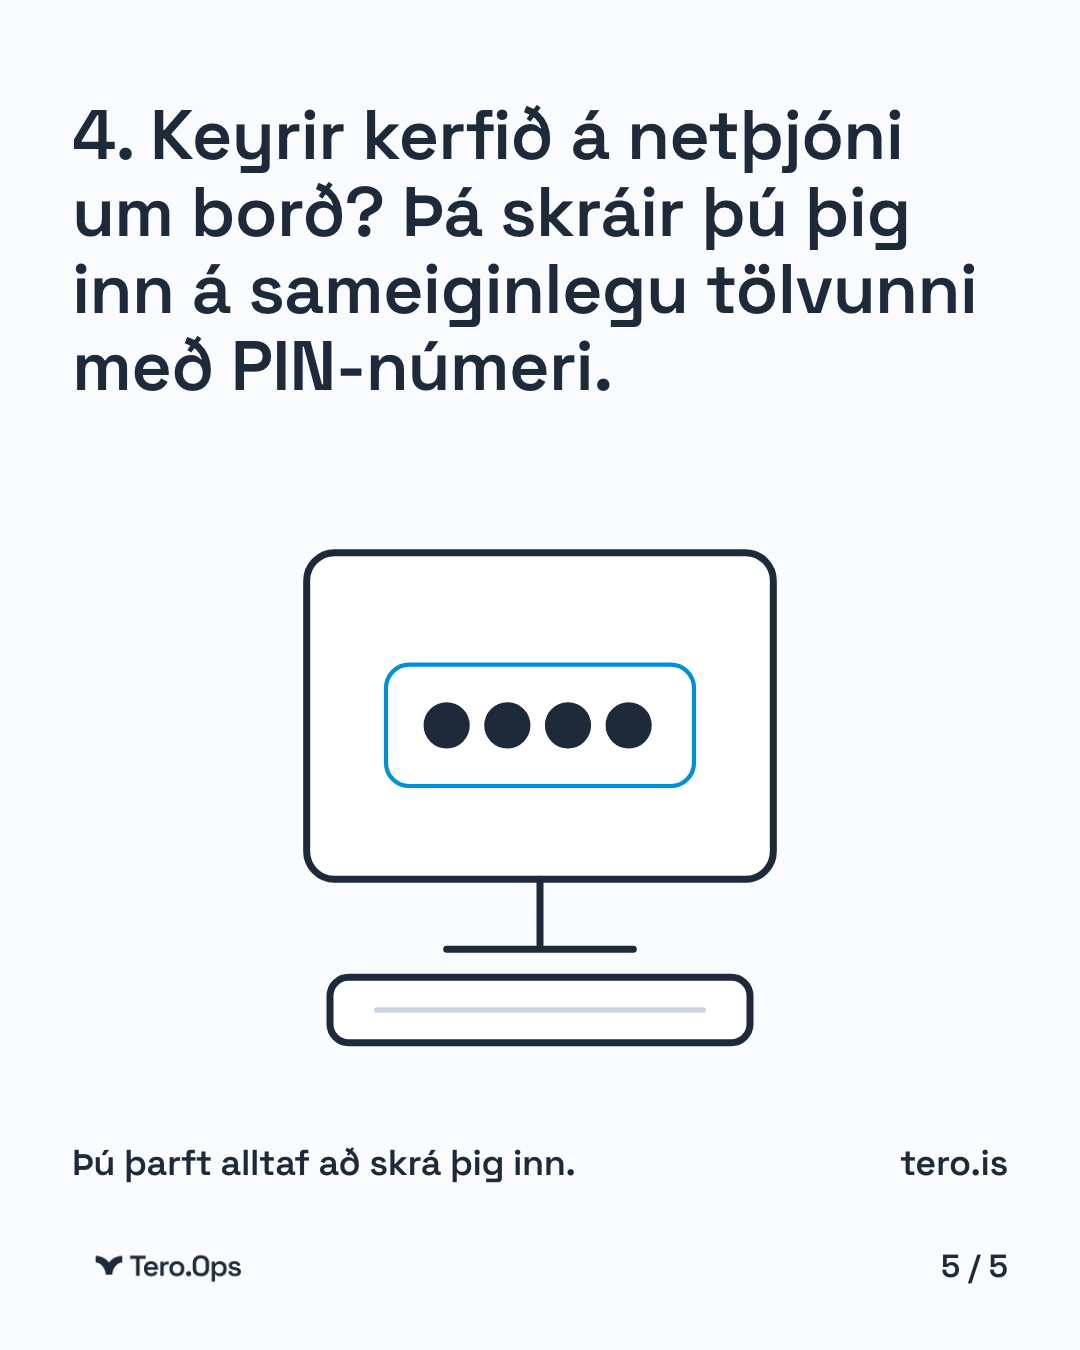 4. Keyrir kerfið á netþjóni
um borð? Þá skráir þú þig
inn á sameiginlegu tölvunni
með PIN-númeri.
Þú þarft alltaf að skrá þig inn.
tero.is
Tero.Ops
5 / 5